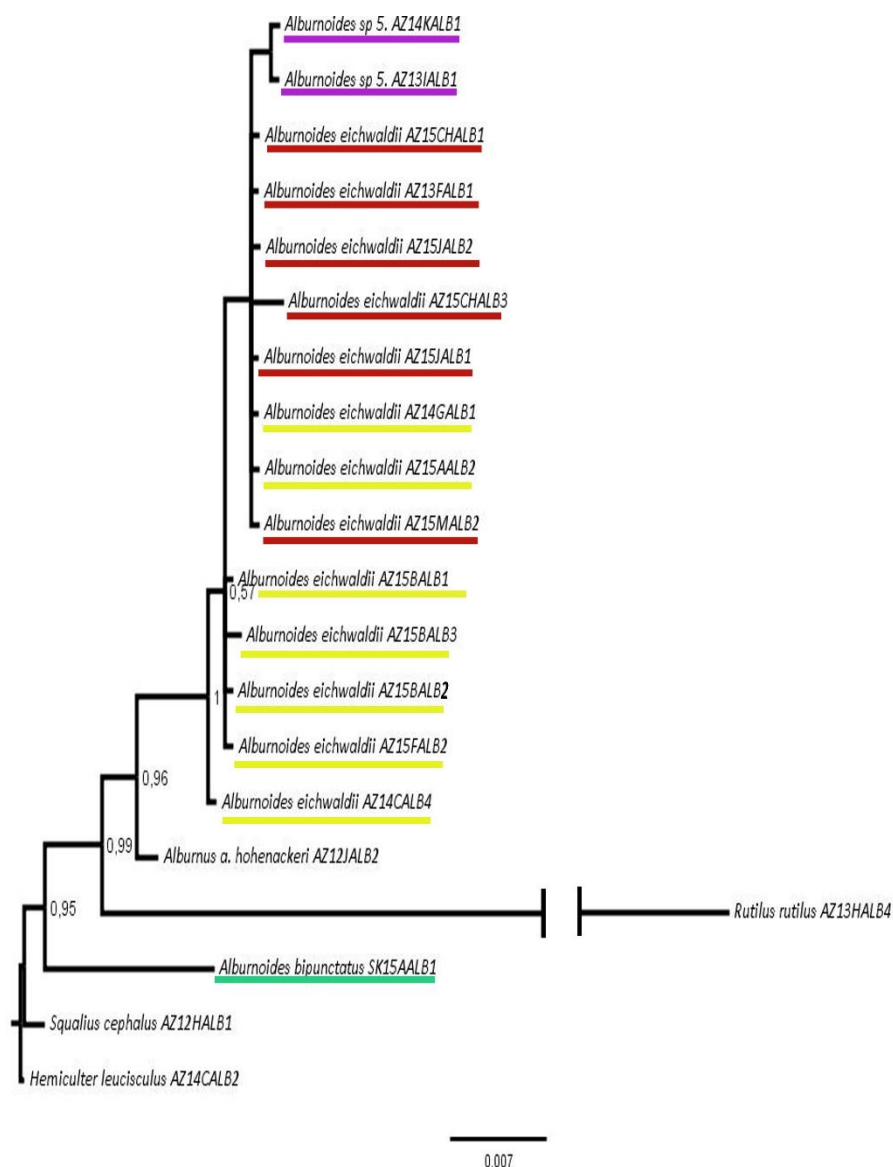 Alburnoides sp 5. AZ14KALB1
Alburnoides sp 5. AZ13IALB1
Alburnoides eichwaldii AZ15CHALB1
Alburnoides eichwaldii AZ13FALB1
Alburnoides eichwaldii AZ15JALB2
Alburnoides eichwaldii AZ15CHALB3
Alburnoides eichwaldii AZ15JALB1
Alburnoides eichwaldii AZ14GALB1
Alburnoides eichwaldii AZ15AALB2
Alburnoides eichwaldii AZ15MALB2
Alburnoides eichwaldii AZ15BALB1
0,57
Alburnoides eichwaldii AZ15BALB3
Alburnoides eichwaldii AZ15BALB2
1
Alburnoides eichwaldii AZ15FALB2
0,96
Alburnoides eichwaldii AZ14CALB4
0,99
Alburnus a. hohenackeri AZ12JALB2
0,95
Rutilus rutilus AZ13HALB4
Alburnoides bipunctatus SK15AALB1
Squalius cephalus AZ12HALB1
Hemiculter leucisculus AZ14CALB2
0.007